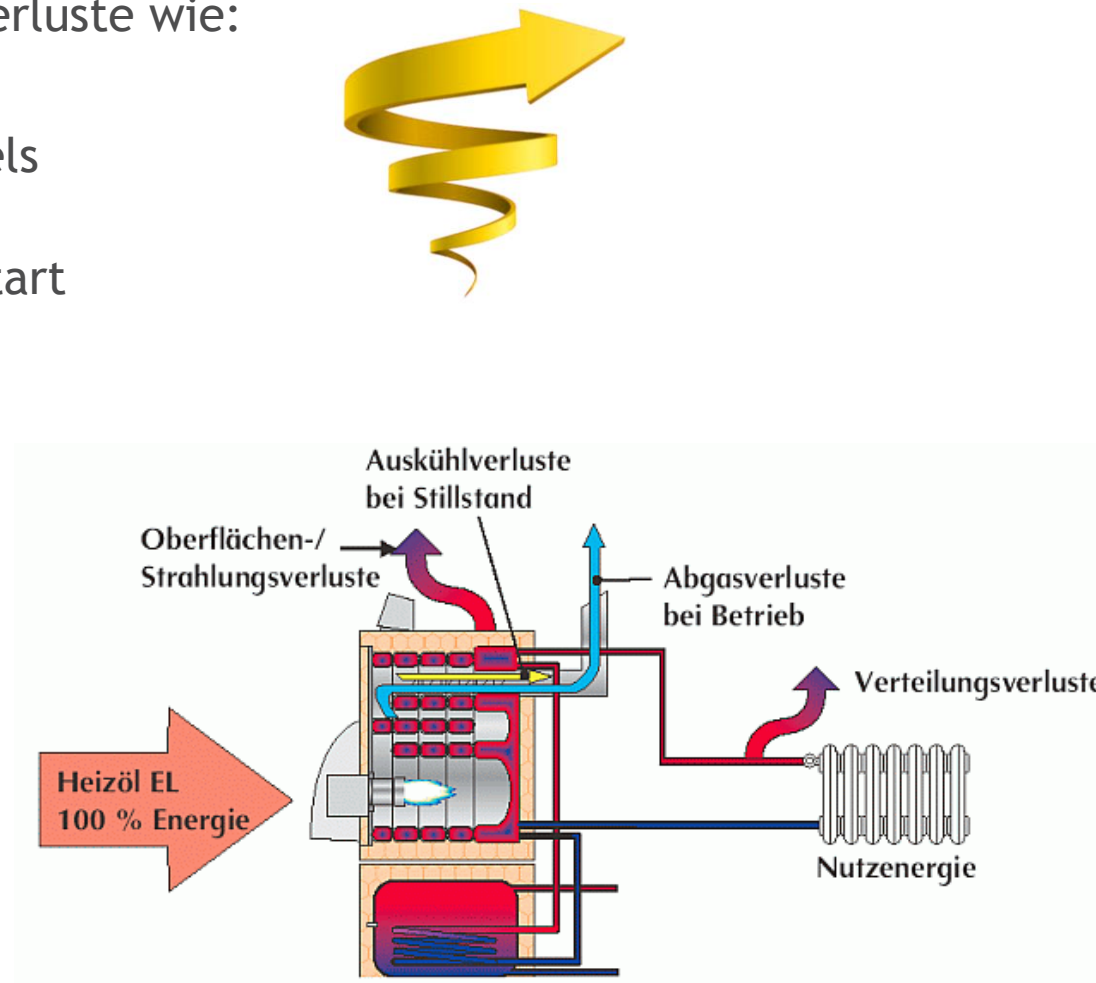 erluste wie:
els
tart
Auskühlverluste
bei Stillstand
Oberflächen-/
Strahlungsverluste
Abgasverluste
bei Betrieb
Verteilungsverluste
Heizöl EL
100 % Energie
Nutzenergie